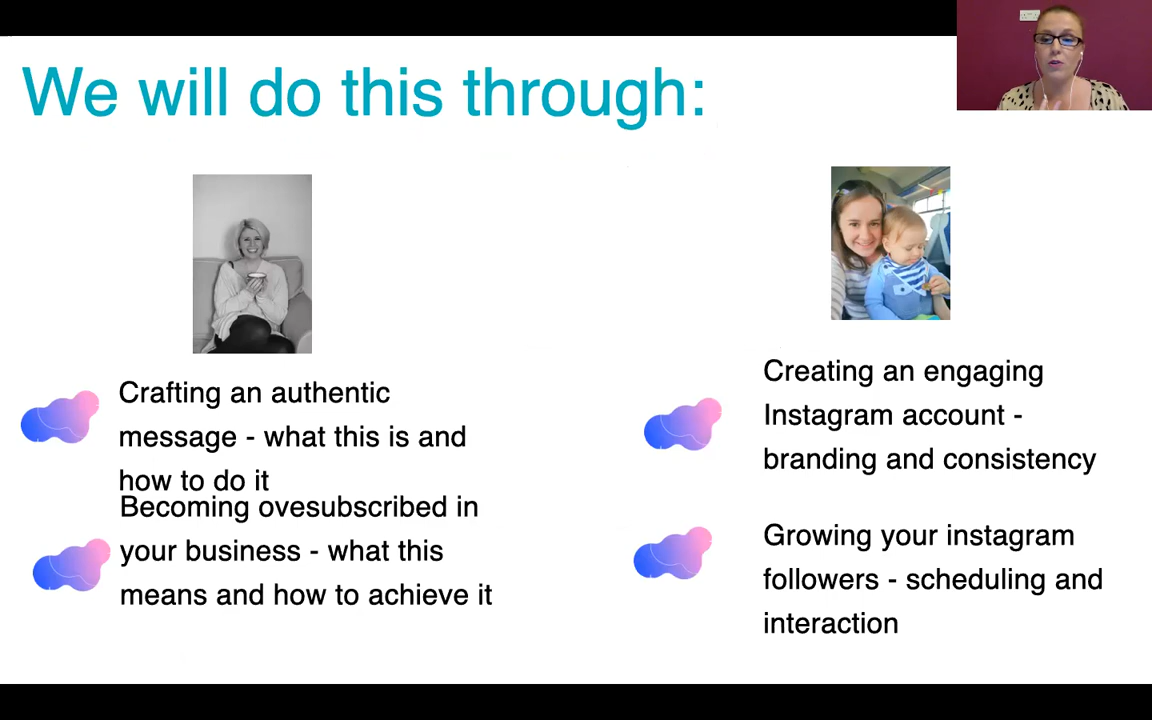 We will do this through:
Crafting an authentic
message - what this is and
how to do it
Becoming ovesubscribed in
your business - what this
means and how to achieve it
Creating an engaging
Instagram account -
branding and consistency
Growing your instagram
followers - scheduling and
interaction